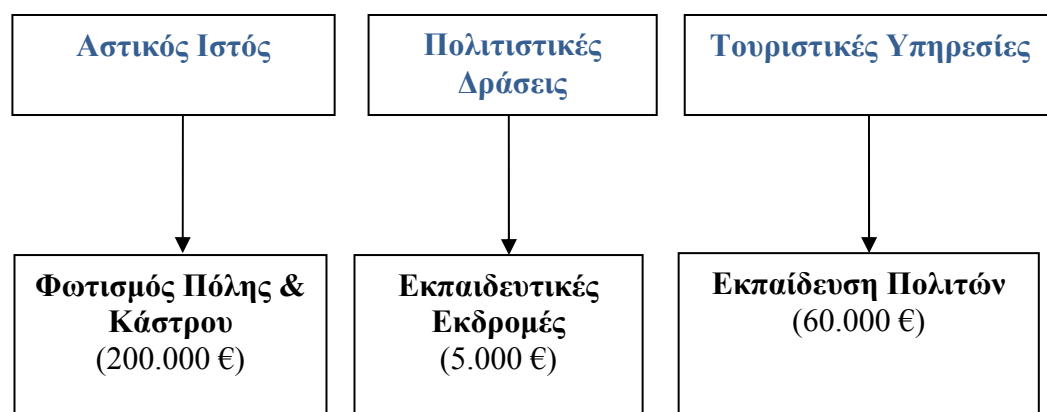 Αστικός Ιστός
Πολιτιστικές
Δράσεις
Τουριστικές Υπηρεσίες
Φωτισμός Πόλης &
Κάστρου
(200.000 €)
Εκπαιδευτικές
Εκδρομές
(5.000 €)
Εκπαίδευση Πολιτών
(60.000 €)